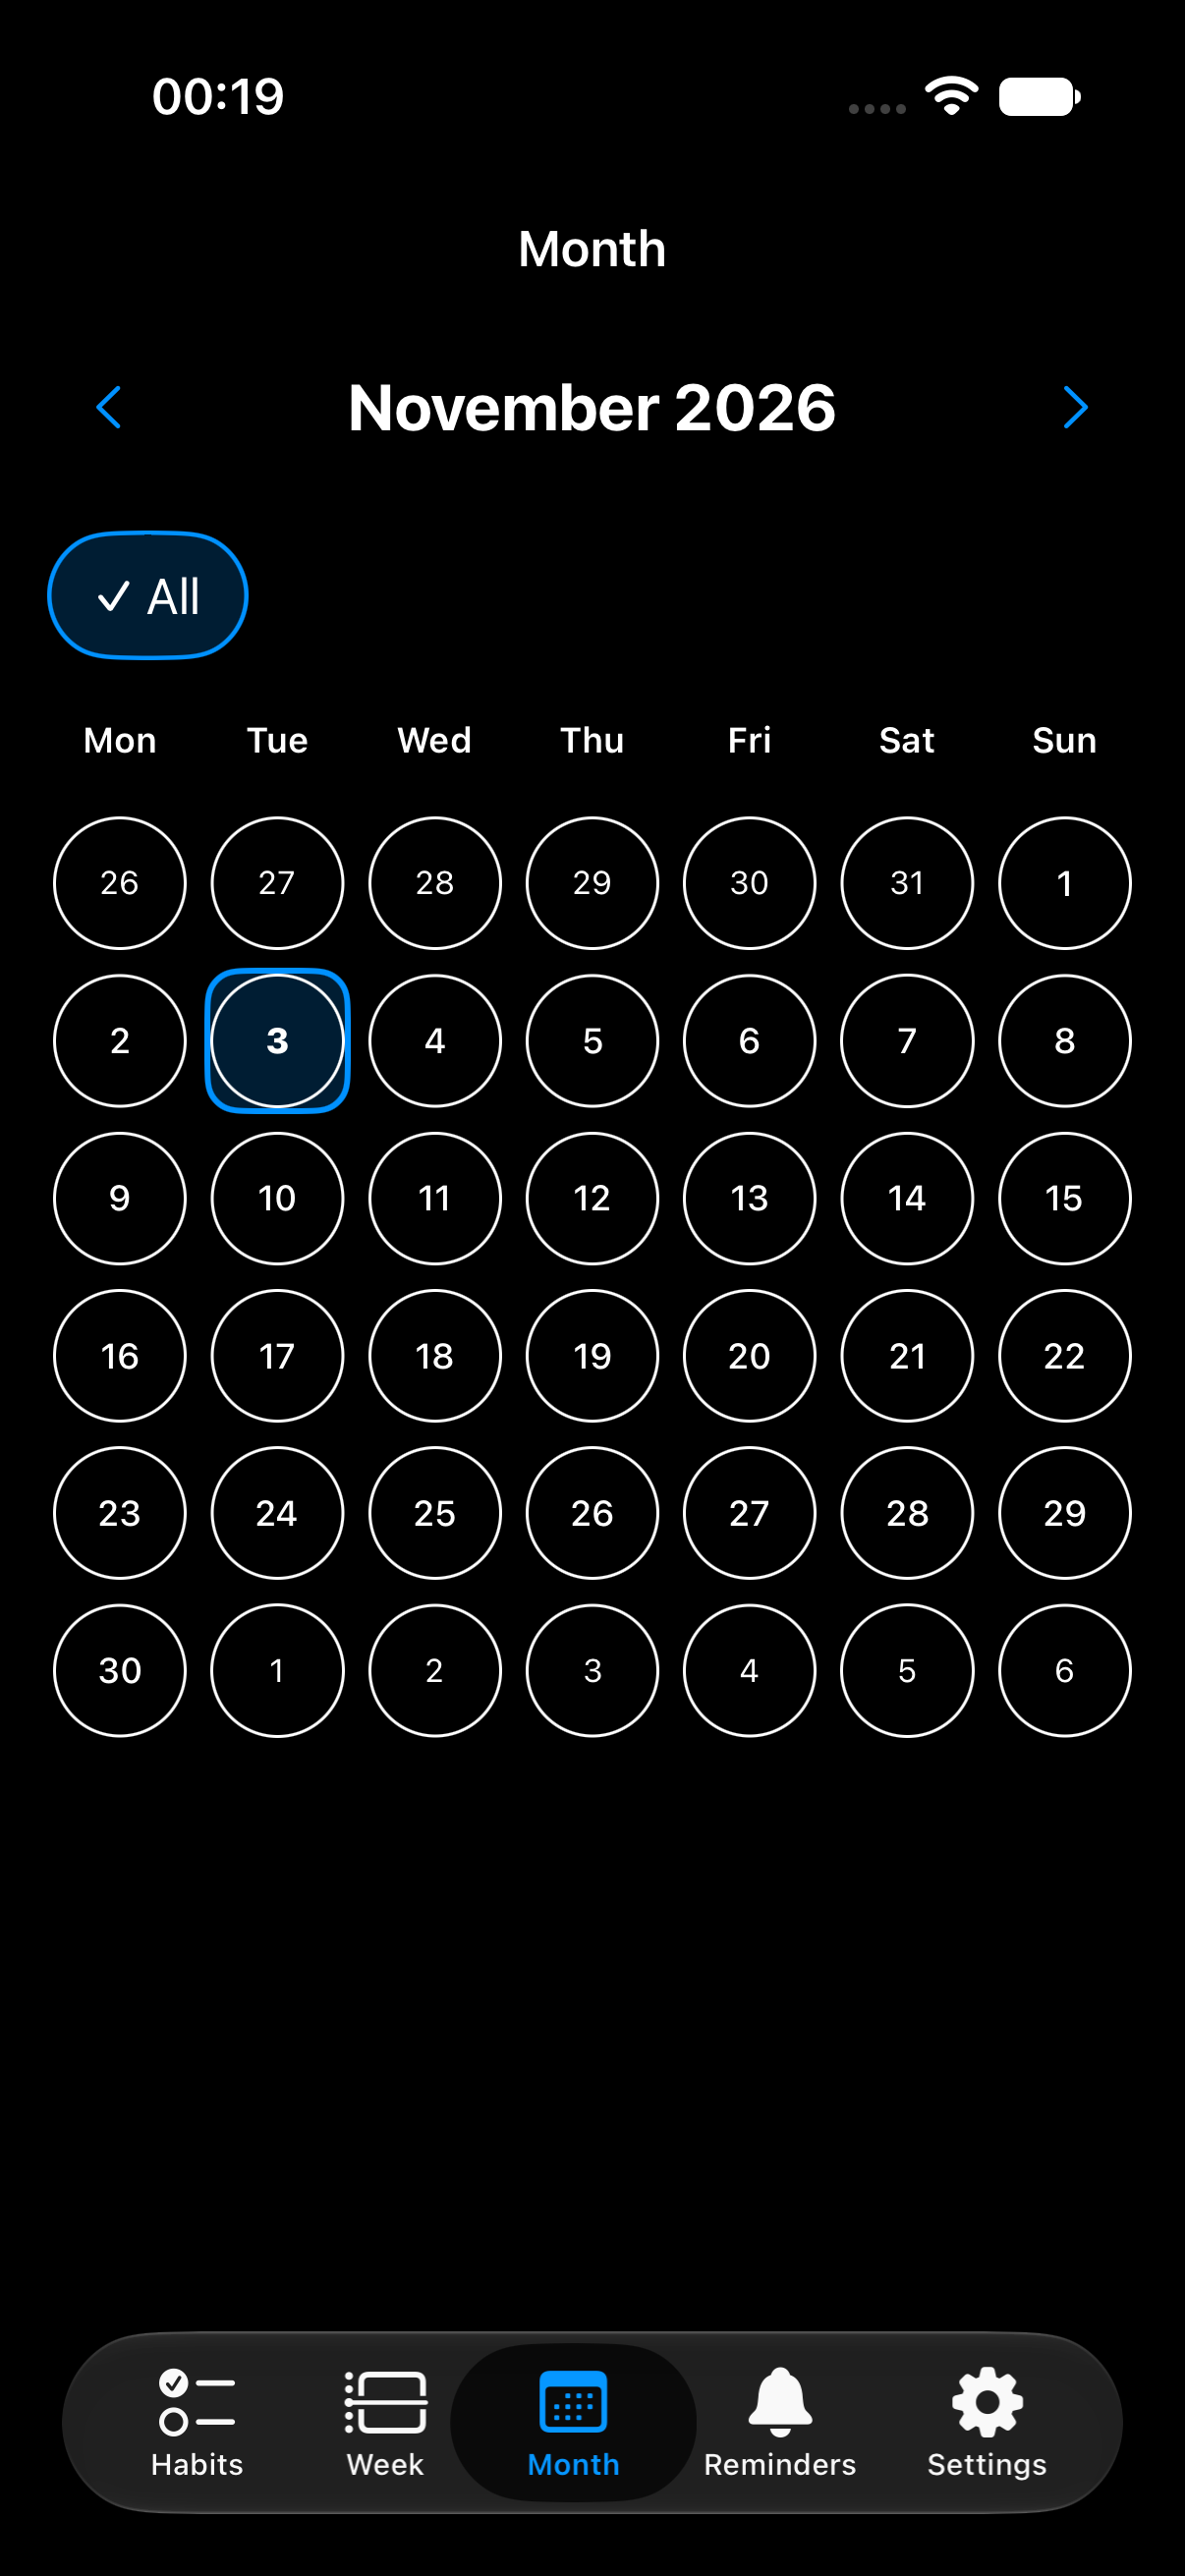 00:19
Month
November 2026
✓ All
Mon Tue Wed Thu Fri Sat Sun
26 27 28 29 30 31 1
2 3 4 5 6 7 8
9 10 11 12 13 14 15
16 17 18 19 20 21 22
23 24 25 26 27 28 29
30 1 2 3 4 5 6
Habits Week Month Reminders Settings